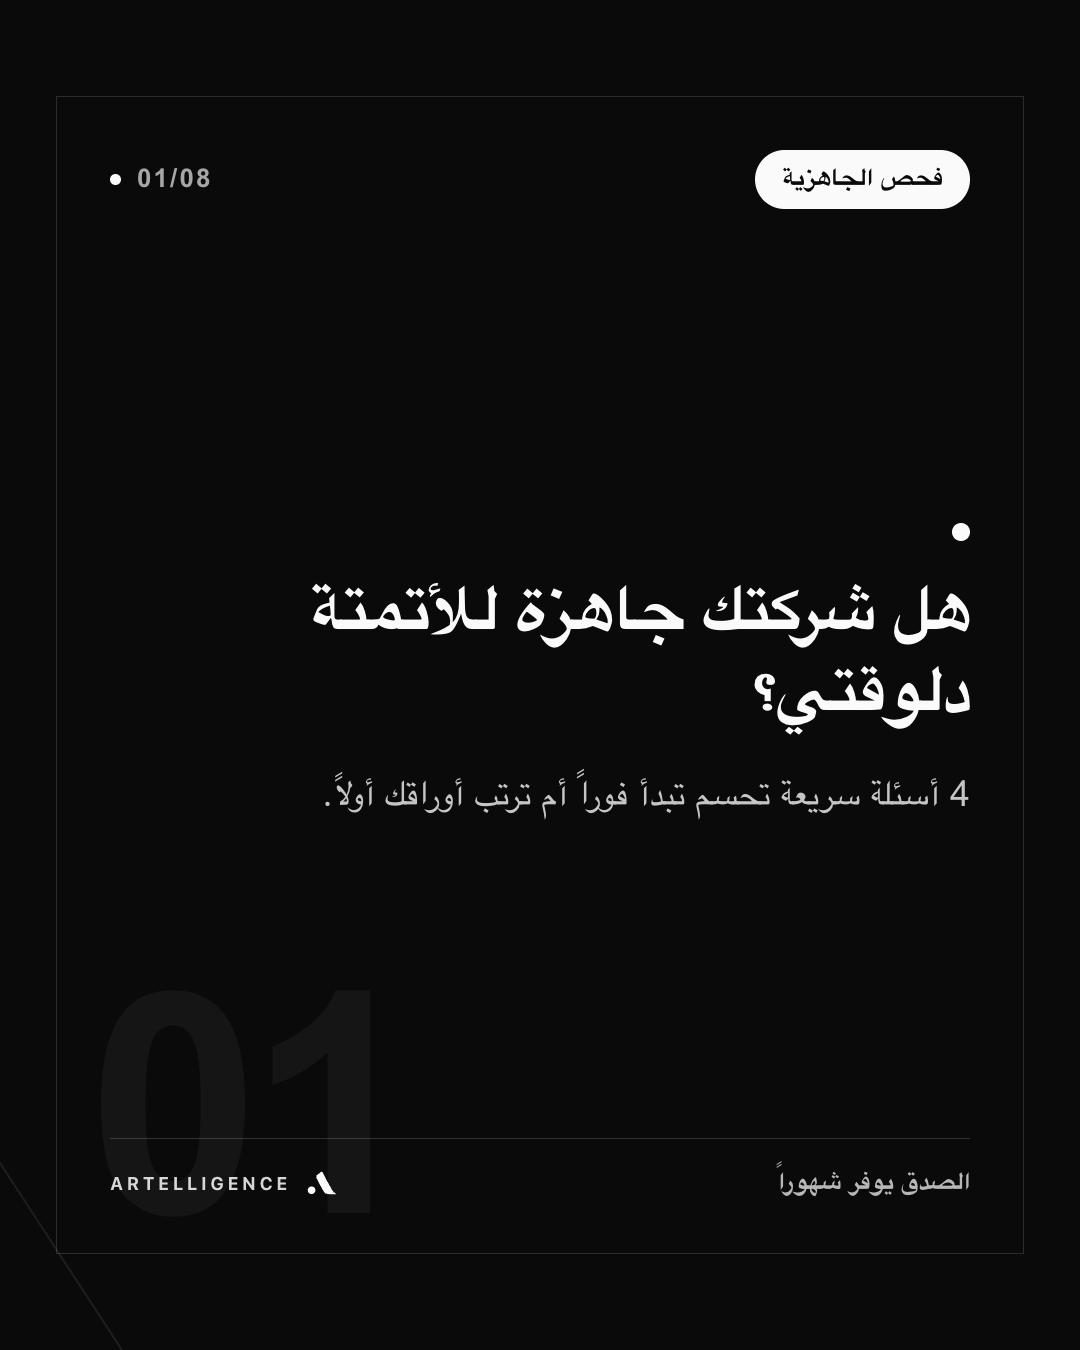 فحص الجاهزية
01/08
هل شركتك جاهزة للأتمتة
دلوقتي؟
4 أسئلة سريعة تحسم تبدأ فوراً أم ترتب أوراقك أولاً.
01
الصدق يوفر شهوراً
ARTELLIGENCE